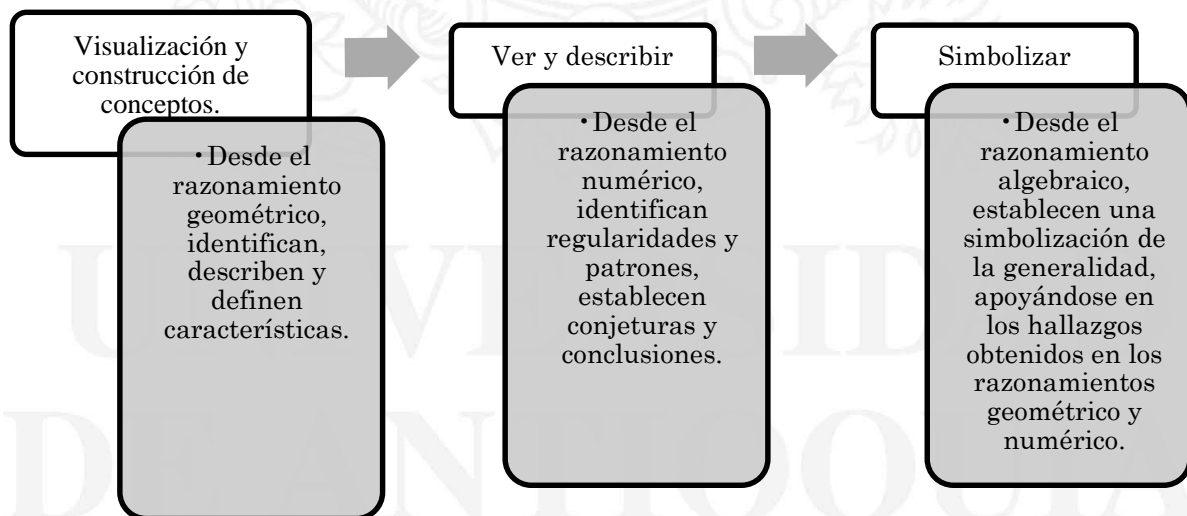 Visualización y
construcción de
conceptos.
• Desde el
razonamiento
geométrico,
identifican,
describen y
definen
características.
Ver y describir
• Desde el
razonamiento
numérico,
identifican
regularidades y
patrones,
establecen
conjeturas y
conclusiones.
Simbolizar
• Desde el
razonamiento
algebraico,
establecen una
simbolización de
la generalidad,
apoyándose en
los hallazgos
obtenidos en los
razonamientos
geométrico y
numérico.
DE ANTIOQUIA